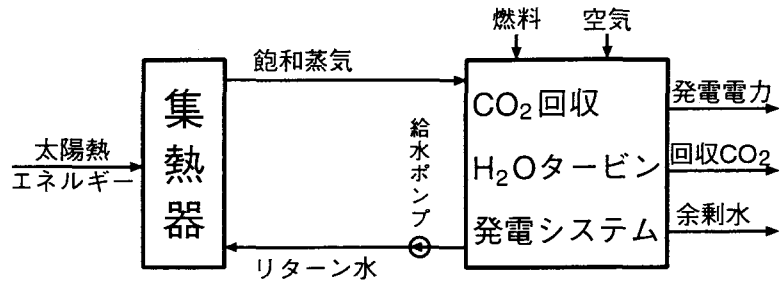 燃料
空気
飽和蒸気
集熱器
CO₂回収
発電電力
太陽熱
エネルギー
給水ポンプ
H₂Oタービン
回収CO₂
発電システム
余剰水
リターン水